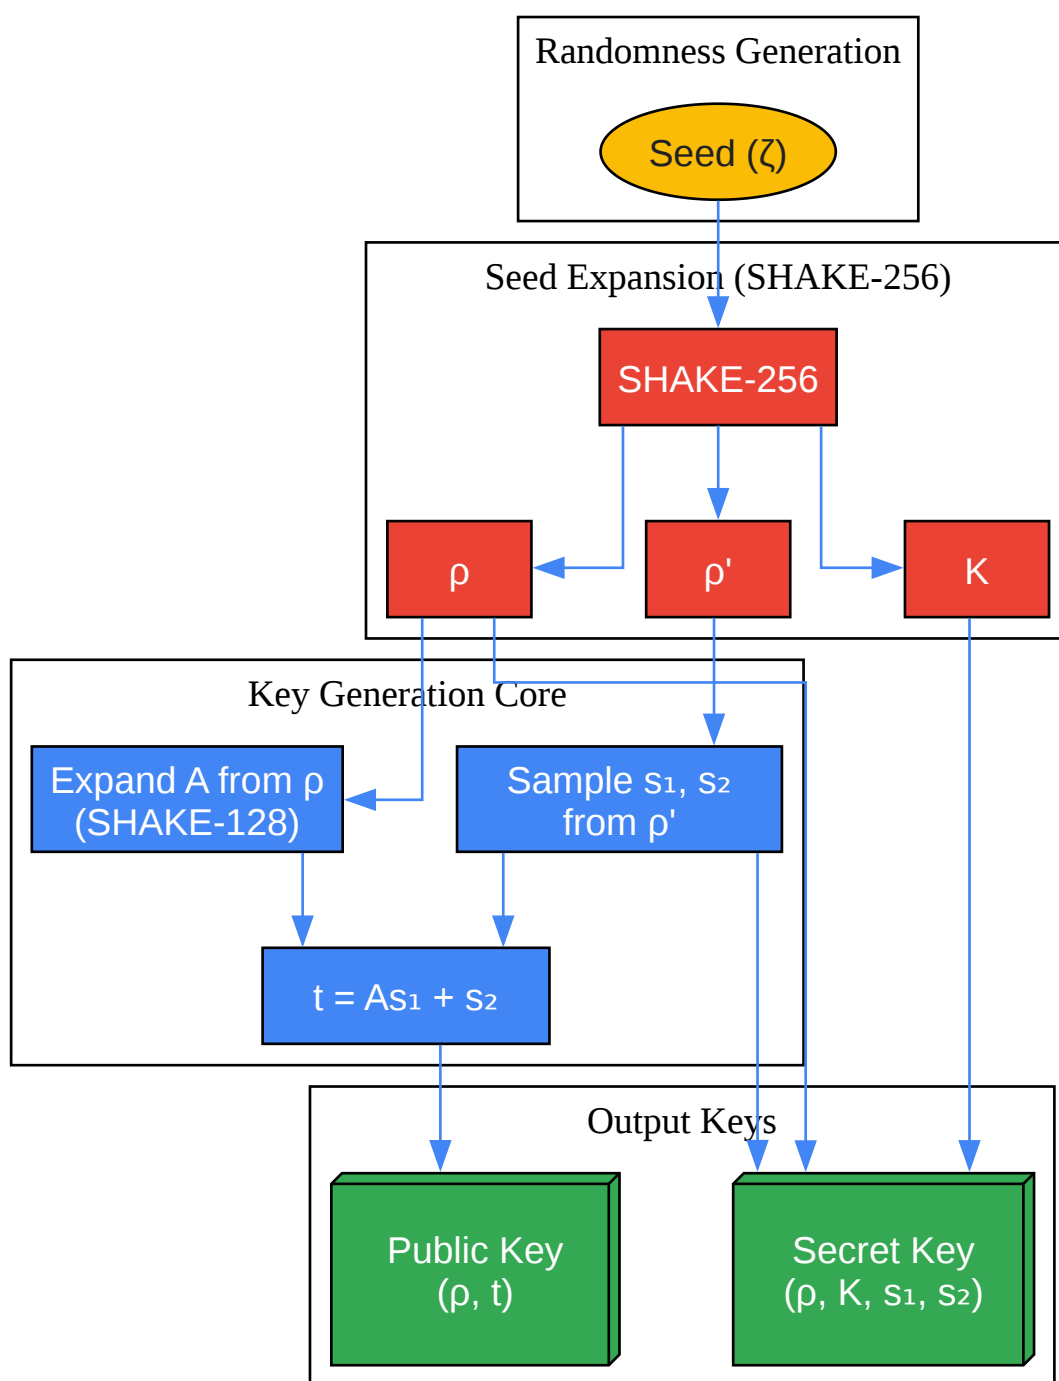 Randomness Generation
Seed (ζ)
Seed Expansion (SHAKE-256)
SHAKE-256
ρ
ρ'
K
Key Generation Core
Expand A from ρ
(SHAKE-128)
Sample s₁, s₂
from ρ'
t = As₁ + s₂
Output Keys
Public Key
(ρ, t)
Secret Key
(ρ, K, s₁, s₂)